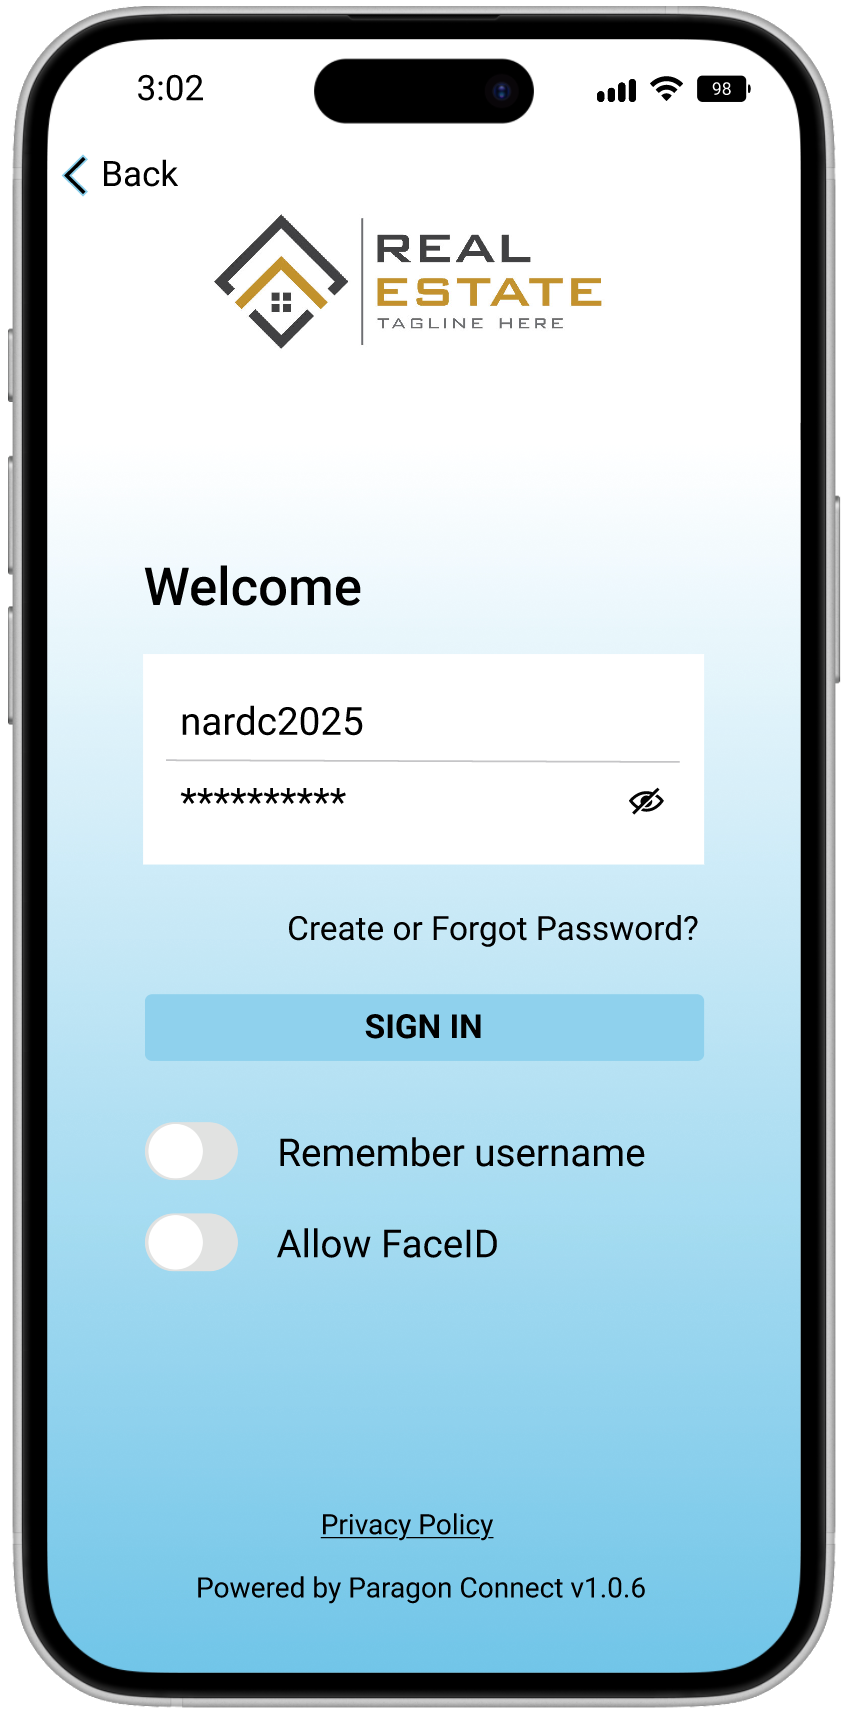 3:02
98
Back
REAL
ESTATE
TAGLINE HERE
Welcome
nardc2025
**********
Create or Forgot Password?
SIGN IN
Remember username
Allow FaceID
Privacy Policy
Powered by Paragon Connect v1.0.6